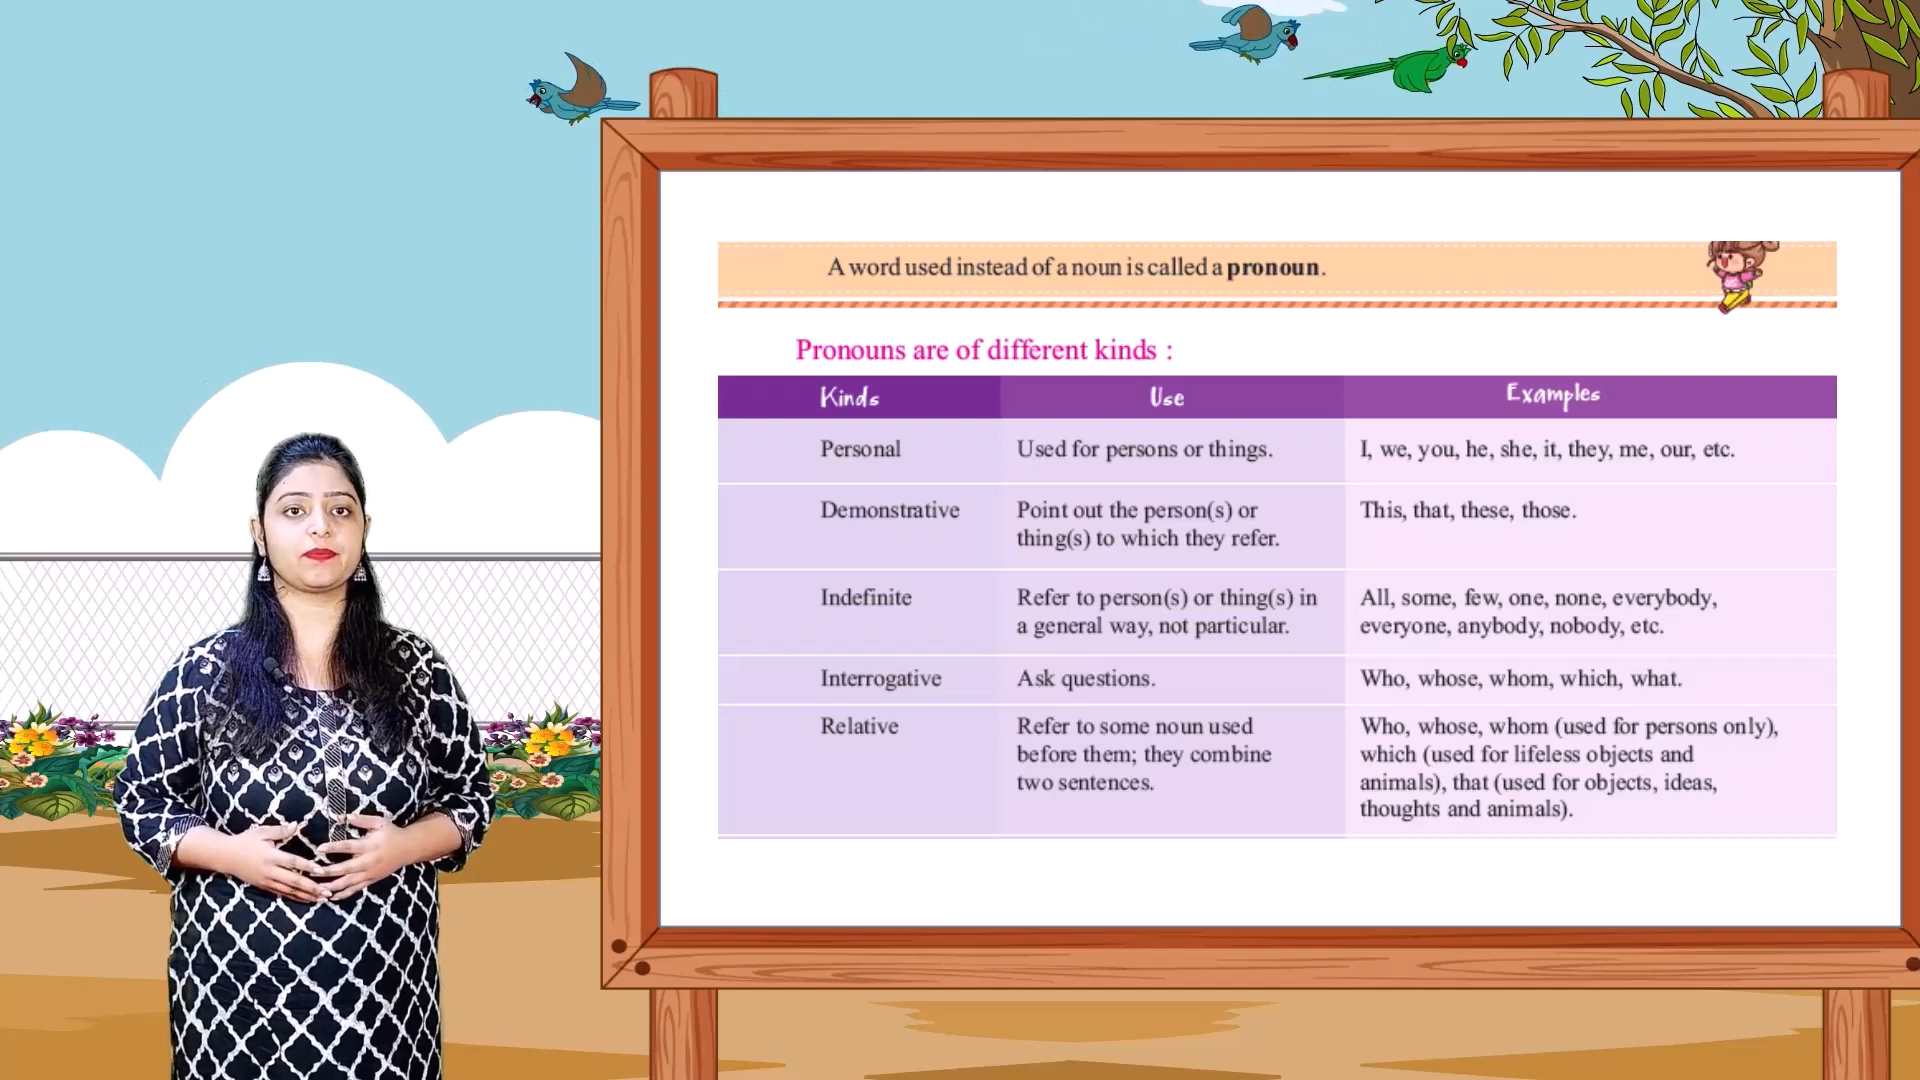 A word used instead of a noun is called a pronoun.
Pronouns are of different kinds :
Kinds Use Examples
Personal Used for persons or things. I, we, you, he, she, it, they, me, our, etc.
Demonstrative Point out the person(s) or This, that, these, those.
thing(s) to which they refer.
Indefinite Refer to person(s) or thing(s) in All, some, few, one, none, everybody,
a general way, not particular. everyone, anybody, nobody, etc.
Interrogative Ask questions. Who, whose, whom, which, what.
Relative Refer to some noun used Who, whose, whom (used for persons only),
before them; they combine which (used for lifeless objects and
two sentences. animals), that (used for objects, ideas,
thoughts and animals).